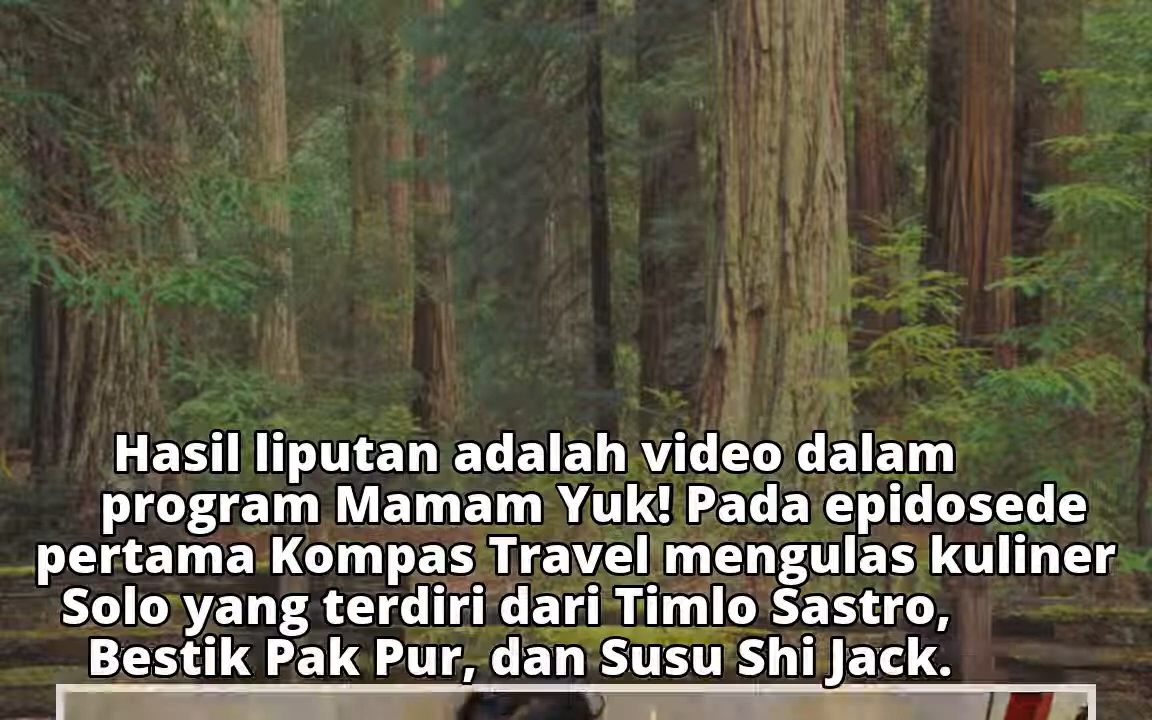 Hasil liputan adalah video dalam
program Mamam Yuk! Pada epidosede
pertama Kompas Travel mengulas kuliner
Solo yang terdiri dari Timlo Sastro,
Bestik Pak Pur, dan Susu Shi Jack.